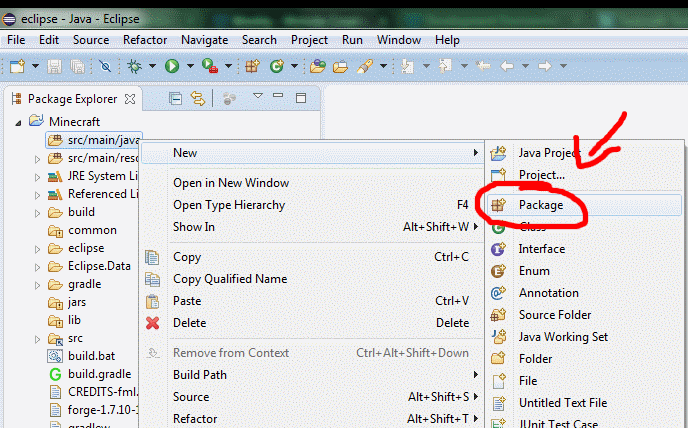 eclipse - Java - Eclipse
File Edit Source Refactor Navigate Search Project Run Window Help
Package Explorer
Minecraft
src/main/java
src/main/reso
JRE System Li
Referenced Li
build
common
eclipse
Eclipse.Data
gradle
jars
lib
src
build.bat
build.gradle
CREDITS-fml.
forge-1.7.10-1
gradlew
New
Open in New Window
Open Type Hierarchy F4
Show In Alt+Shift+W
Copy Ctrl+C
Copy Qualified Name
Paste Ctrl+V
Delete Delete
Remove from Context Ctrl+Alt+Shift+Down
Build Path
Source Alt+Shift+S
Refactor Alt+Shift+T
Java Project
Project...
Package
Class
Interface
Enum
Annotation
Source Folder
Java Working Set
Folder
File
Untitled Text File
JUnit Test Case